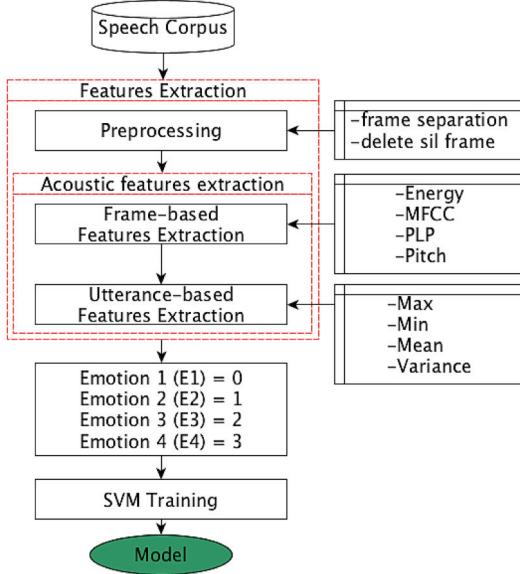 Speech Corpus
Features Extraction
Preprocessing
-frame separation
-delete sil frame
Acoustic features extraction
Frame-based
Features Extraction
-Energy
-MFCC
-PLP
-Pitch
Utterance-based
Features Extraction
-Max
-Min
-Mean
-Variance
Emotion 1 (E1) = 0
Emotion 2 (E2) = 1
Emotion 3 (E3) = 2
Emotion 4 (E4) = 3
SVM Training
Model